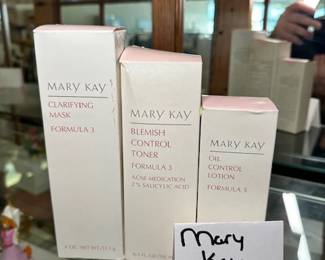 MARY KAY
CLARIFYING
MASK
FORMULA 3
MARY KAY
BLEMISH
CONTROL
TONER
FORMULA 3
ACNE MEDICATION
2% SALICYLIC ACID
MARY KAY
OIL
CONTROL
LOTION
FORMULA 3
Mary